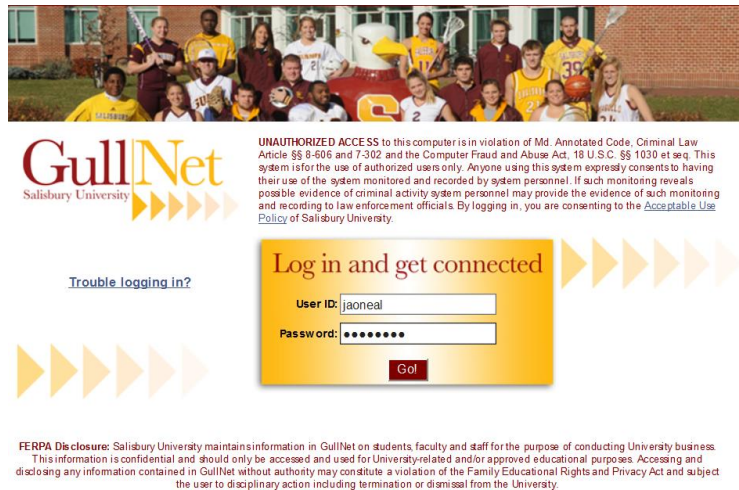 SALISBURY
GullNet
Salisbury University
UNAUTHORIZED ACCESS to this computer is in violation of Md. Annotated Code, Criminal Law
Article §§ 8-606 and 7-302 and the Computer Fraud and Abuse Act, 18 U.S.C. §§ 1030 et seq. This
system is for the use of authorized users only. Anyone using this system expressly consents to having
their use of the system monitored and recorded by system personnel. If such monitoring reveals
possible evidence of criminal activity system personnel may provide the evidence of such monitoring
and recording to law enforcement officials. By logging in, you are consenting to the Acceptable Use
Policy of Salisbury University.
Trouble logging in?
Log in and get connected
User ID: jaoneal
Password: ●●●●●●●●
Go!
FERPA Disclosure: Salisbury University maintains information in GullNet on students, faculty and staff for the purpose of conducting University business.
This information is confidential and should only be accessed and used for University-related and/or approved educational purposes. Accessing and
disclosing any information contained in GullNet without authority may constitute a violation of the Family Educational Rights and Privacy Act and subject
the user to disciplinary action including termination or dismissal from the University.